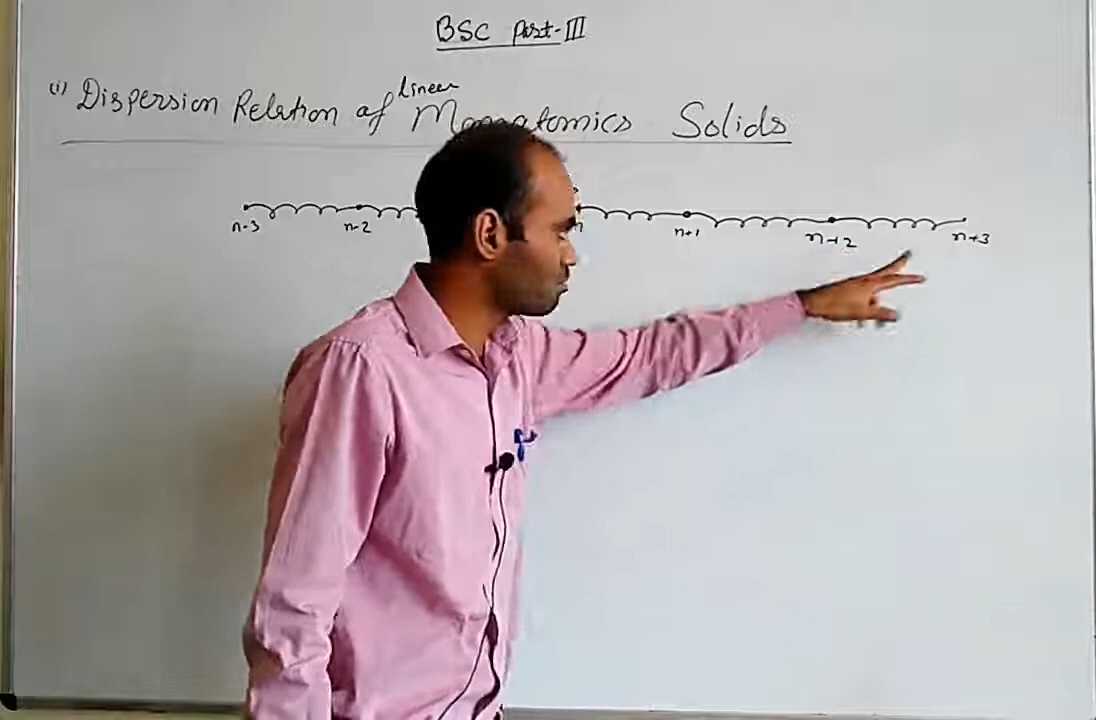 BSC Part-III
(i) Dispersion Relation of linear Monoatomics Solids
n-3 n-2 n n+1 n+2 n+3